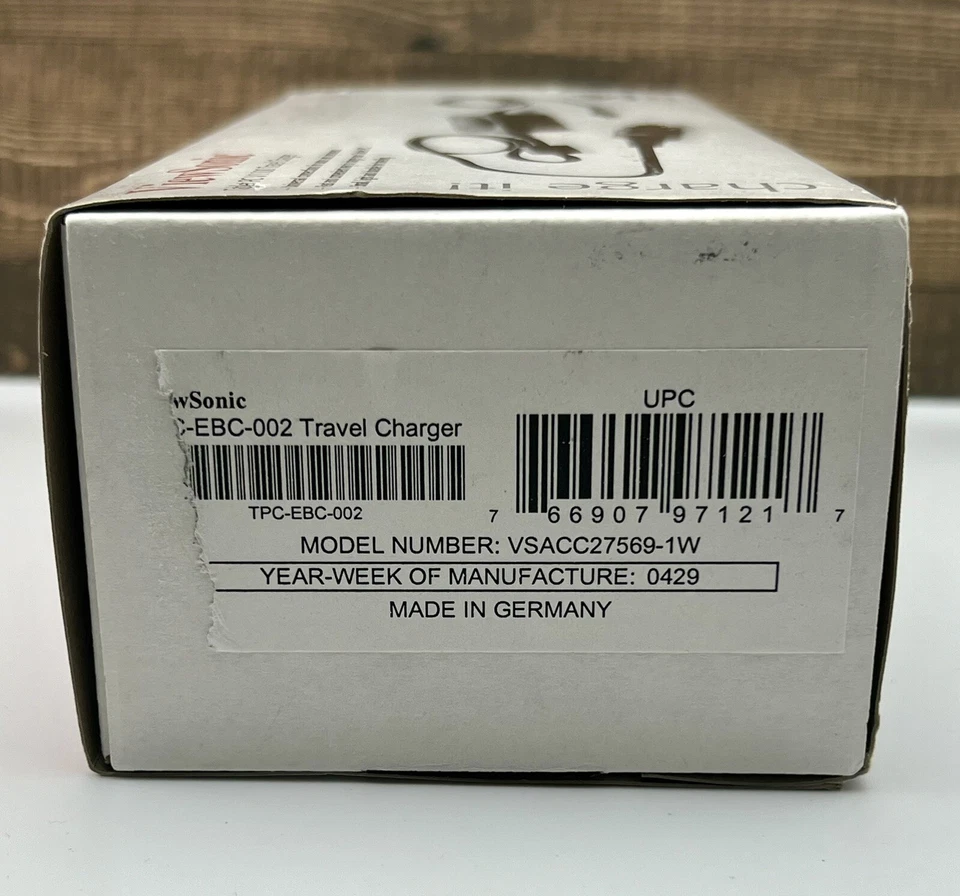 ViewSonic
charge it!
wSonic
C-EBC-002 Travel Charger
TPC-EBC-002
UPC
7 66907 97121 7
MODEL NUMBER: VSACC27569-1W
YEAR-WEEK OF MANUFACTURE: 0429
MADE IN GERMANY